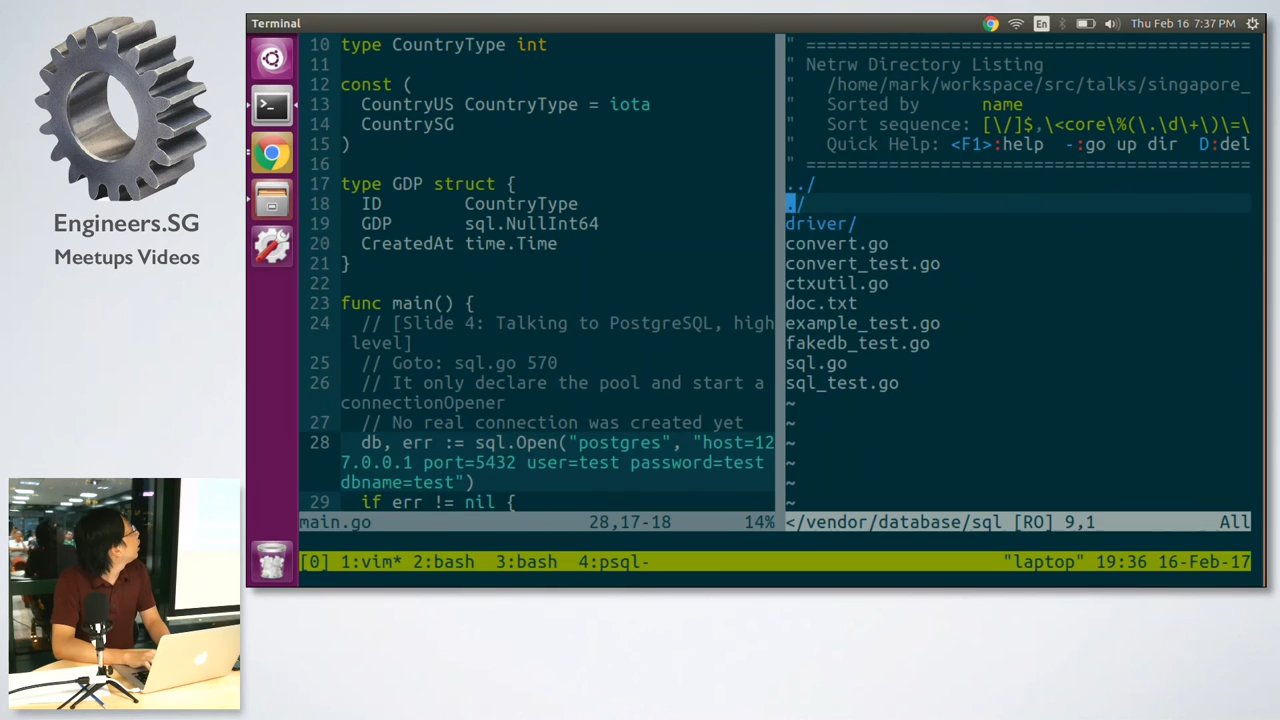 Terminal
En
Thu Feb 16 7:37 PM
Engineers.SG
Meetups Videos
10 type CountryType int
11
12 const (
13 CountryUS CountryType = iota
14 CountrySG
15 )
16
17 type GDP struct {
18 ID CountryType
19 GDP sql.NullInt64
20 CreatedAt time.Time
21 }
22
23 func main() {
24 // [Slide 4: Talking to PostgreSQL, high
level]
25 // Goto: sql.go 570
26 // It only declare the pool and start a
connectionOpener
27 // No real connection was created yet
28 db, err := sql.Open("postgres", "host=12
7.0.0.1 port=5432 user=test password=test
dbname=test")
29 if err != nil {
main.go 28,17-18 14%
" ============================================
" Netrw Directory Listing
" /home/mark/workspace/src/talks/singapore_
" Sorted by name
" Sort sequence: [\/]$,\<core\%(\.\d\+\)\=\
" Quick Help: <F1>:help -:go up dir D:del
" ============================================
../
./
driver/
convert.go
convert_test.go
ctxutil.go
doc.txt
example_test.go
fakedb_test.go
sql.go
sql_test.go
~
~
~
~
~
~
</vendor/database/sql [RO] 9,1 All
[0] 1:vim* 2:bash 3:bash 4:psql- "laptop" 19:36 16-Feb-17